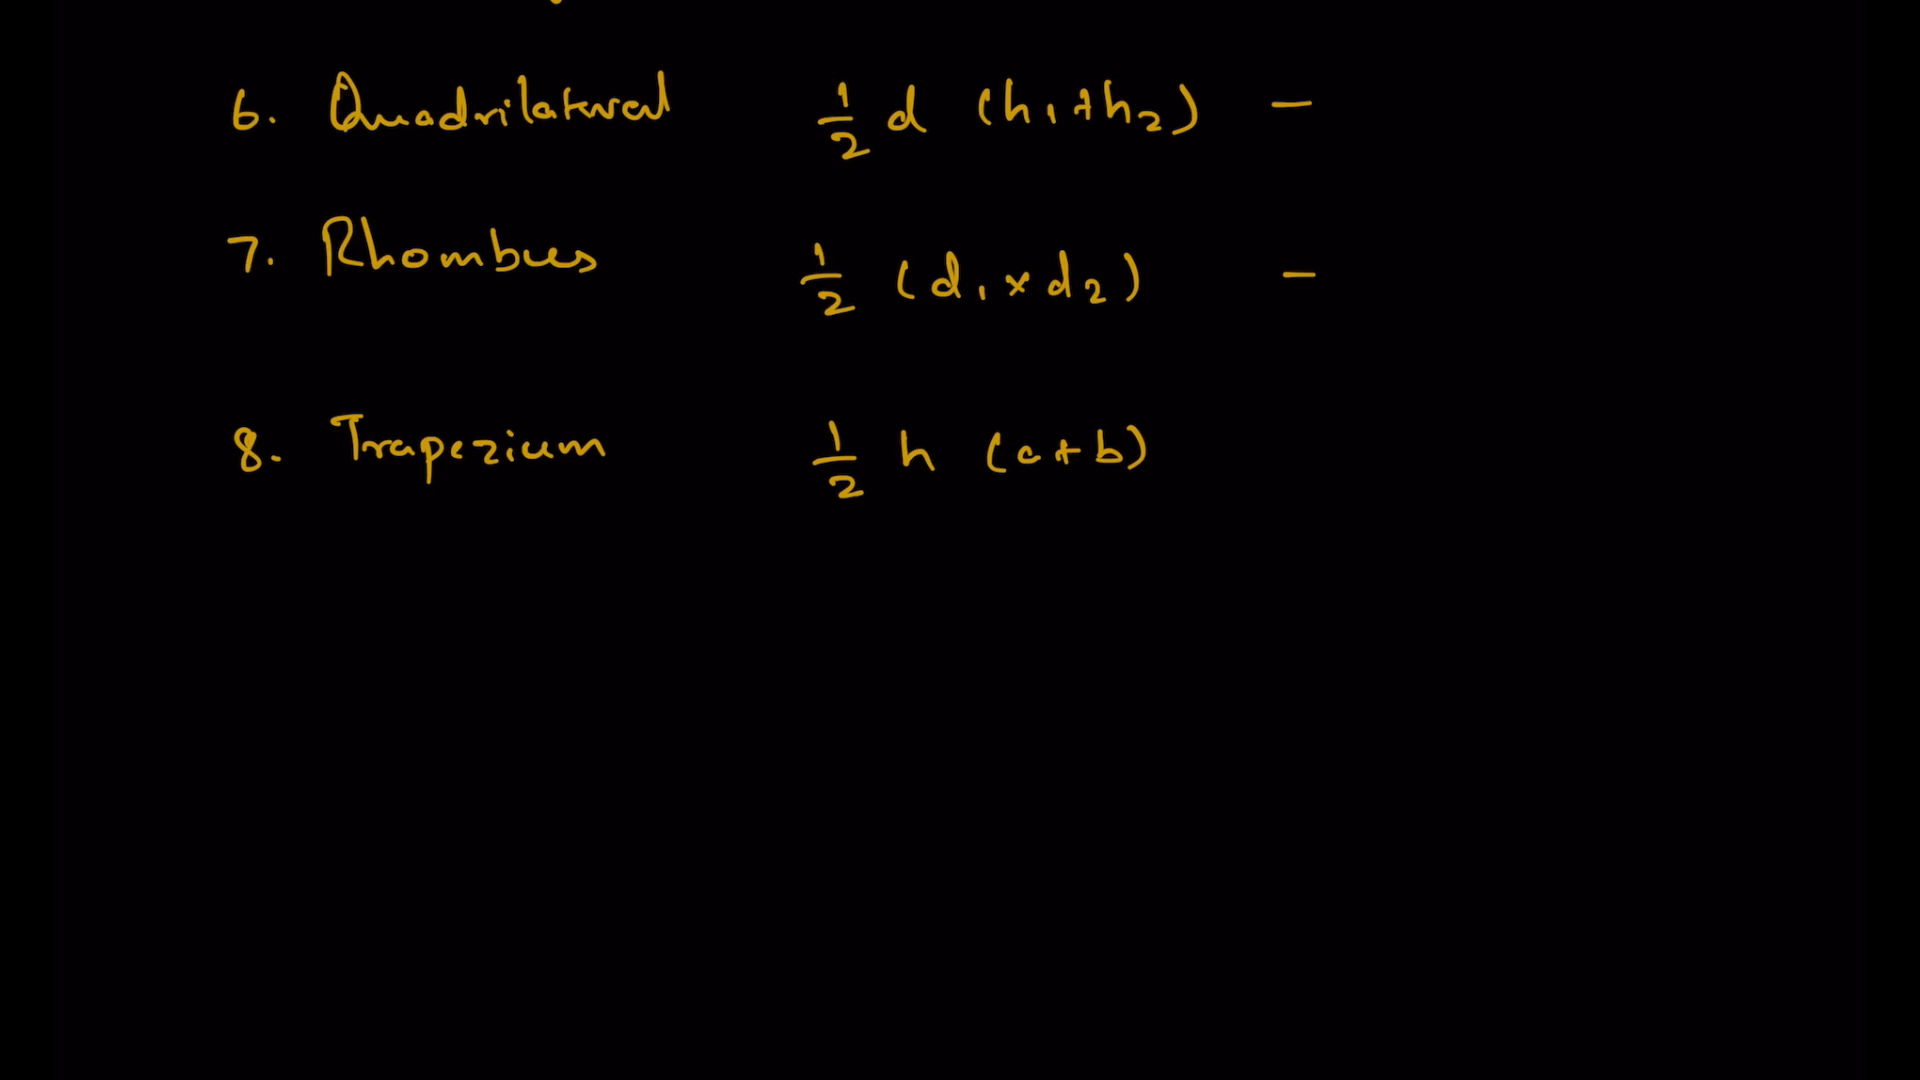 6. Quadrilateral ½ d (h₁+h₂) –
7. Rhombus ½ (d₁×d₂) –
8. Trapezium ½ h (a+b)